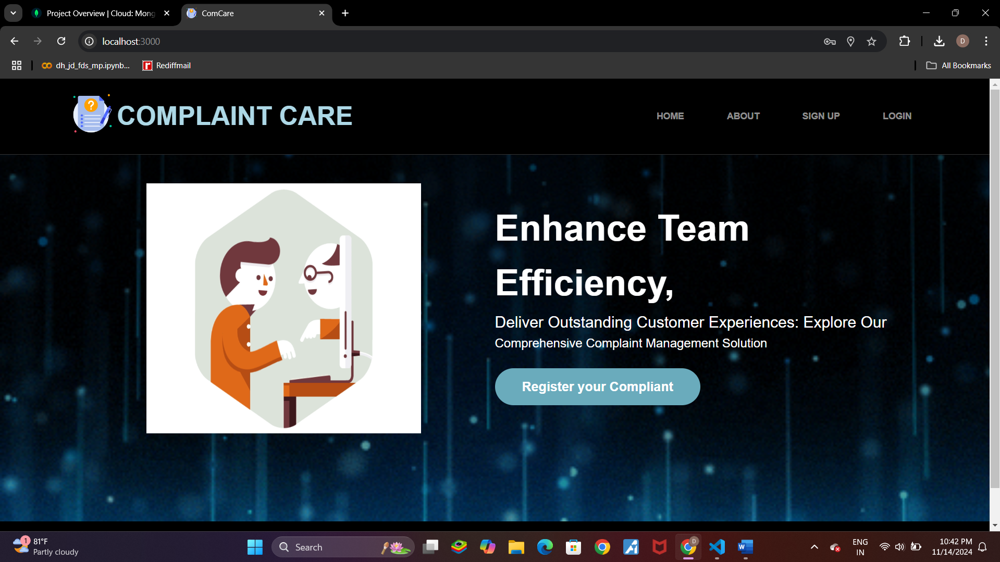 Project Overview | Cloud: Mong
ComCare
localhost:3000
D
dh_jd_fds_mp.ipynb...
Rediffmail
All Bookmarks
?
COMPLAINT CARE
HOME
ABOUT
SIGN UP
LOGIN
Enhance Team
Efficiency,
Deliver Outstanding Customer Experiences: Explore Our
Comprehensive Complaint Management Solution
Register your Compliant
1
81°F
Partly cloudy
Search
D
W
ENG
IN
10:42 PM
11/14/2024